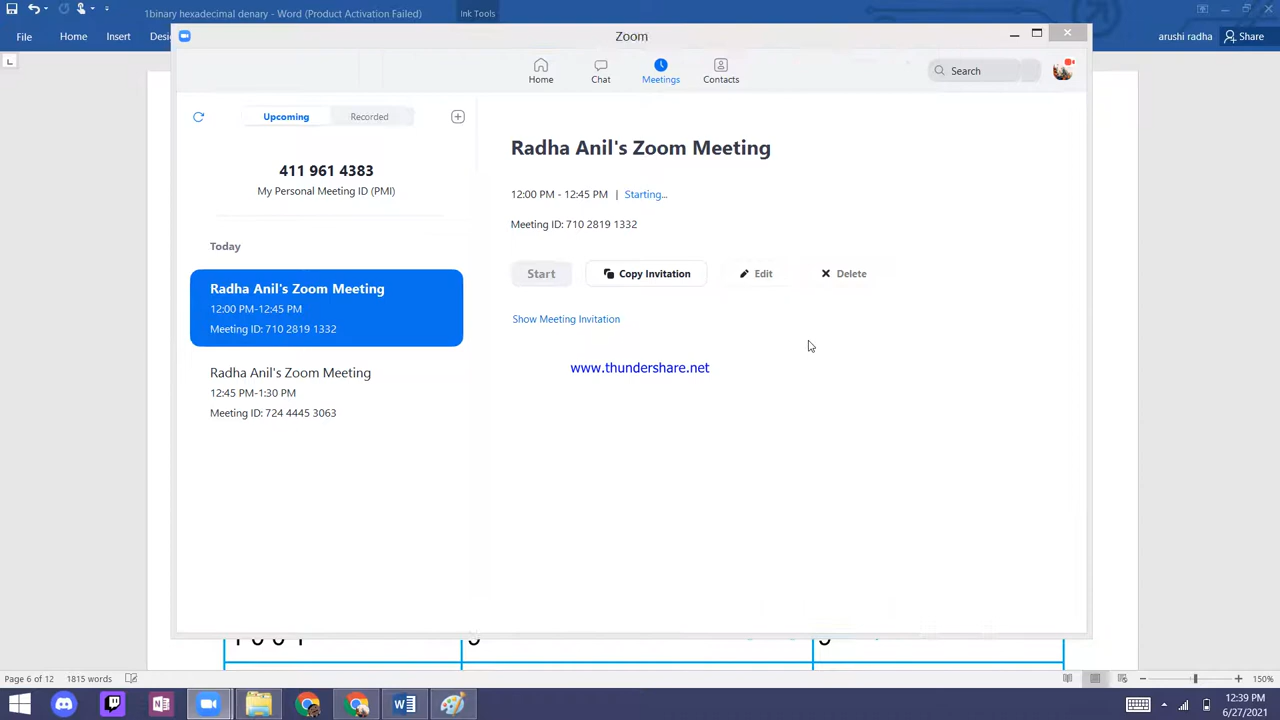 1binary hexadecimal denary - Word (Product Activation Failed)
Ink Tools
File
Home
Insert
arushi radha
Share
Zoom
Home
Chat
Meetings
Contacts
Search
Upcoming
Recorded
411 961 4383
My Personal Meeting ID (PMI)
Today
Radha Anil's Zoom Meeting
12:00 PM-12:45 PM
Meeting ID: 710 2819 1332
Radha Anil's Zoom Meeting
12:45 PM-1:30 PM
Meeting ID: 724 4445 3063
Radha Anil's Zoom Meeting
12:00 PM - 12:45 PM | Starting...
Meeting ID: 710 2819 1332
Start
Copy Invitation
Edit
Delete
Show Meeting Invitation
www.thundershare.net
Page 6 of 12
1815 words
150%
12:39 PM
6/27/2021